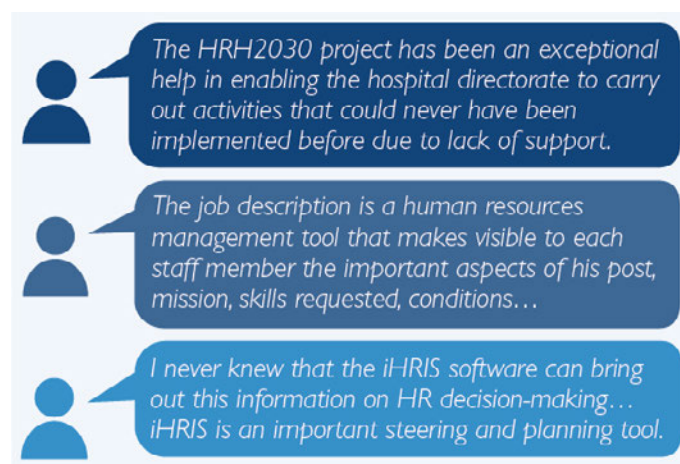 The HRH2030 project has been an exceptional
help in enabling the hospital directorate to carry
out activities that could never have been
implemented before due to lack of support.
The job description is a human resources
management tool that makes visible to each
staff member the important aspects of his post,
mission, skills requested, conditions…
I never knew that the iHRIS software can bring
out this information on HR decision-making…
iHRIS is an important steering and planning tool.